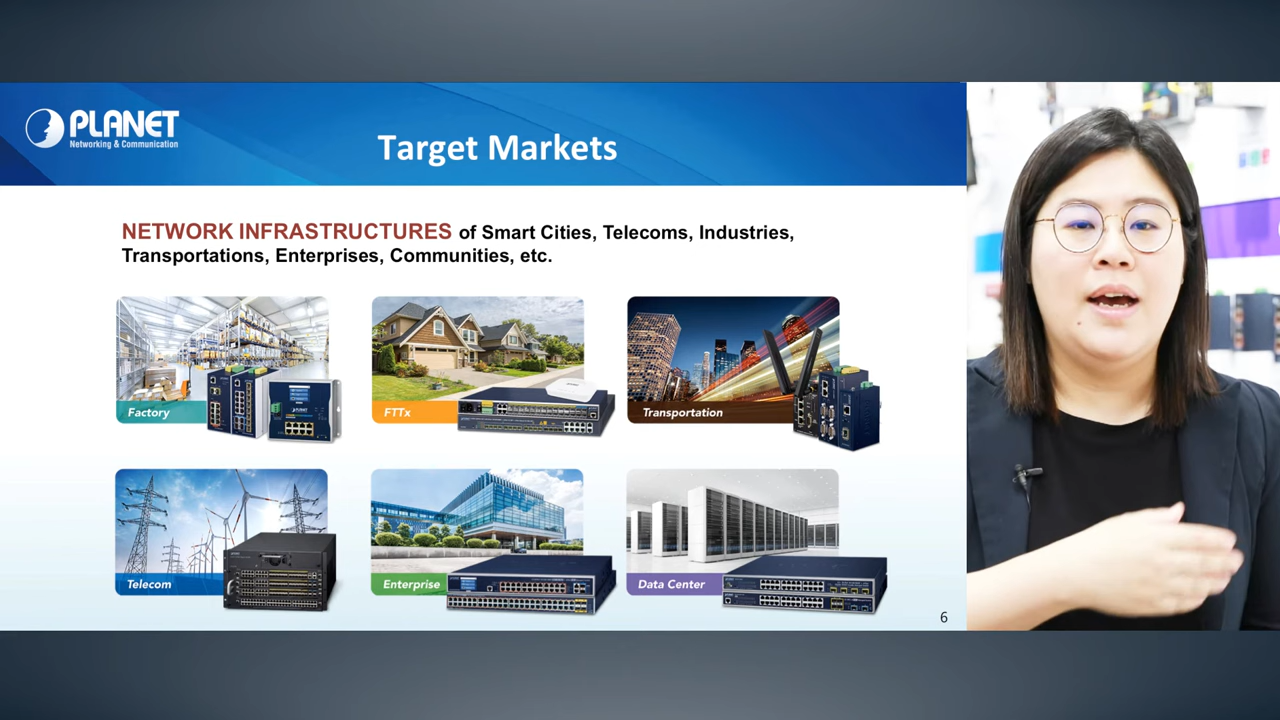 PLANET
Networking & Communication
Target Markets
NETWORK INFRASTRUCTURES of Smart Cities, Telecoms, Industries,
Transportations, Enterprises, Communities, etc.
Factory
FTTx
Transportation
Telecom
Enterprise
Data Center
6